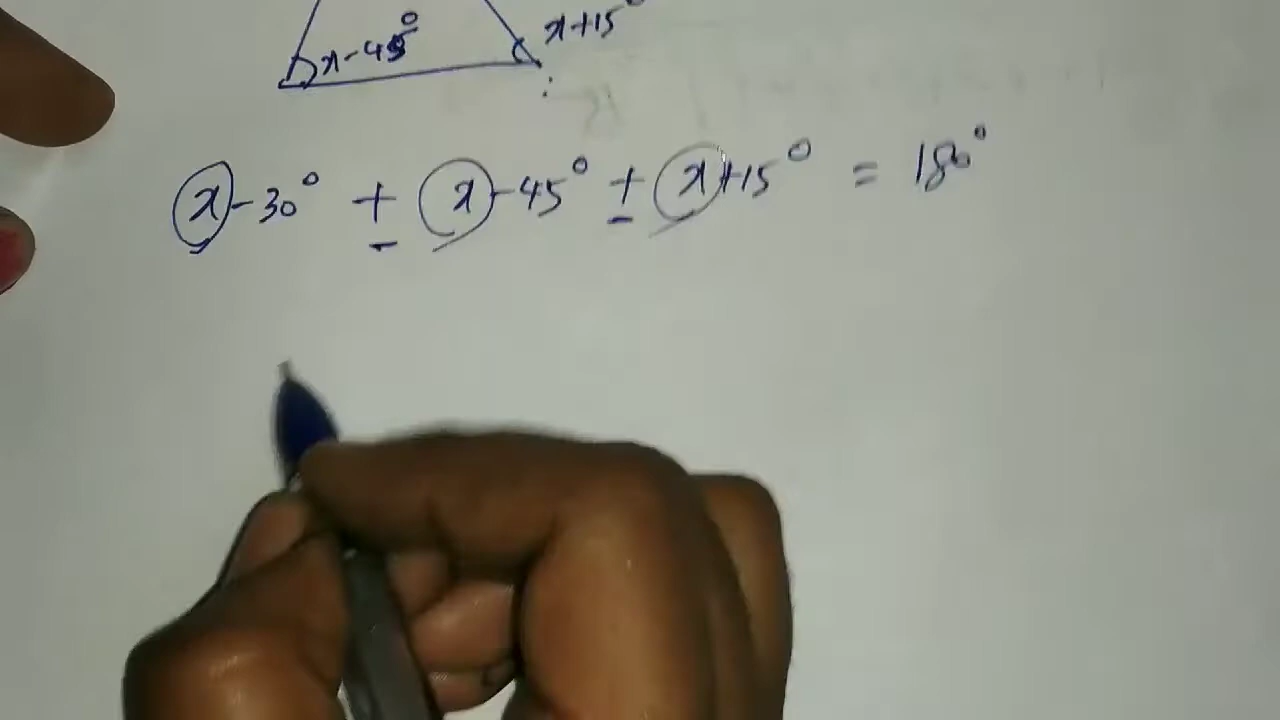 x-45° x+15°
x-30° + x-45° + x+15° = 180°